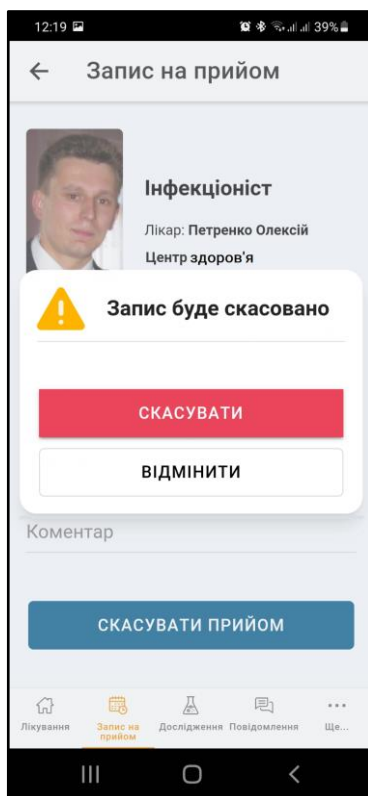 12:19 39%
Запис на прийом
Інфекціоніст
Лікар: Петренко Олексій
Центр здоров'я
Запис буде скасовано
СКАСУВАТИ
ВІДМІНИТИ
Коментар
СКАСУВАТИ ПРИЙОМ
Лікування Запис на прийом Дослідження Повідомлення Ще...